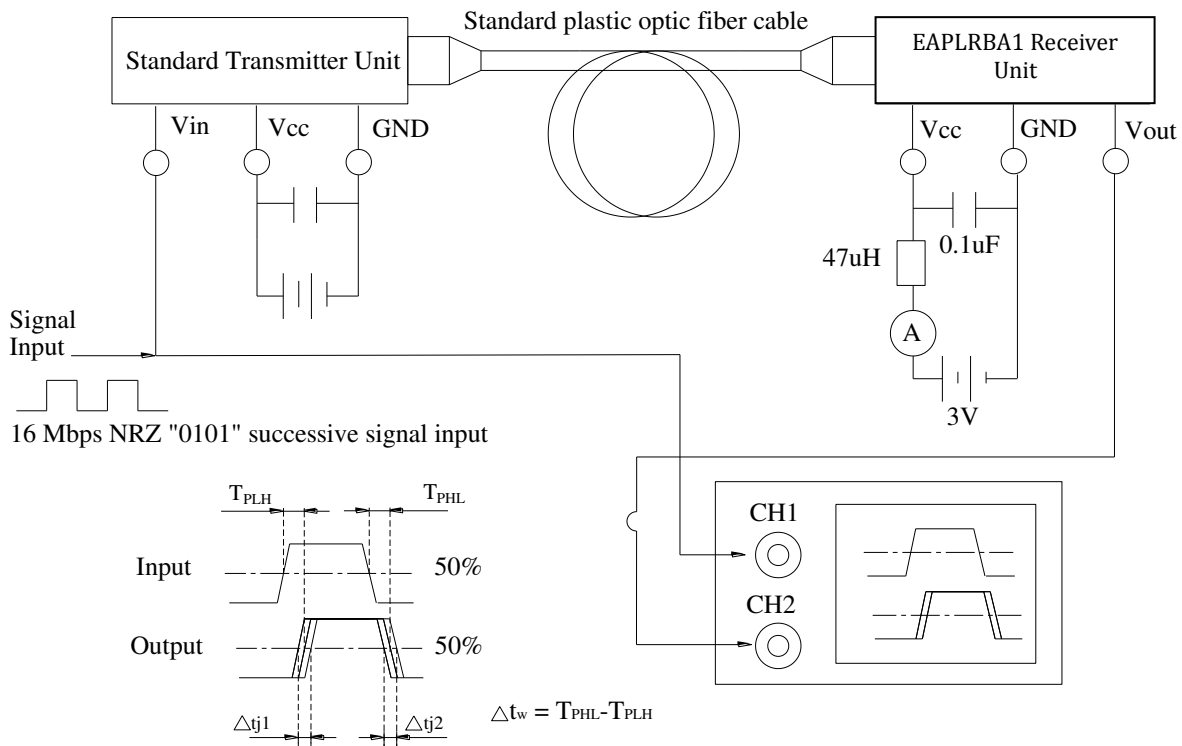 Standard plastic optic fiber cable
Standard Transmitter Unit
EAPLRBA1 Receiver
Unit
Vin
Vcc
GND
Vcc
GND
Vout
0.1uF
47uH
A
3V
Signal
Input
16 Mbps NRZ "0101" successive signal input
TPLH
TPHL
Input
50%
Output
50%
△tj1
△tj2
△tw = TPHL-TPLH
CH1
CH2